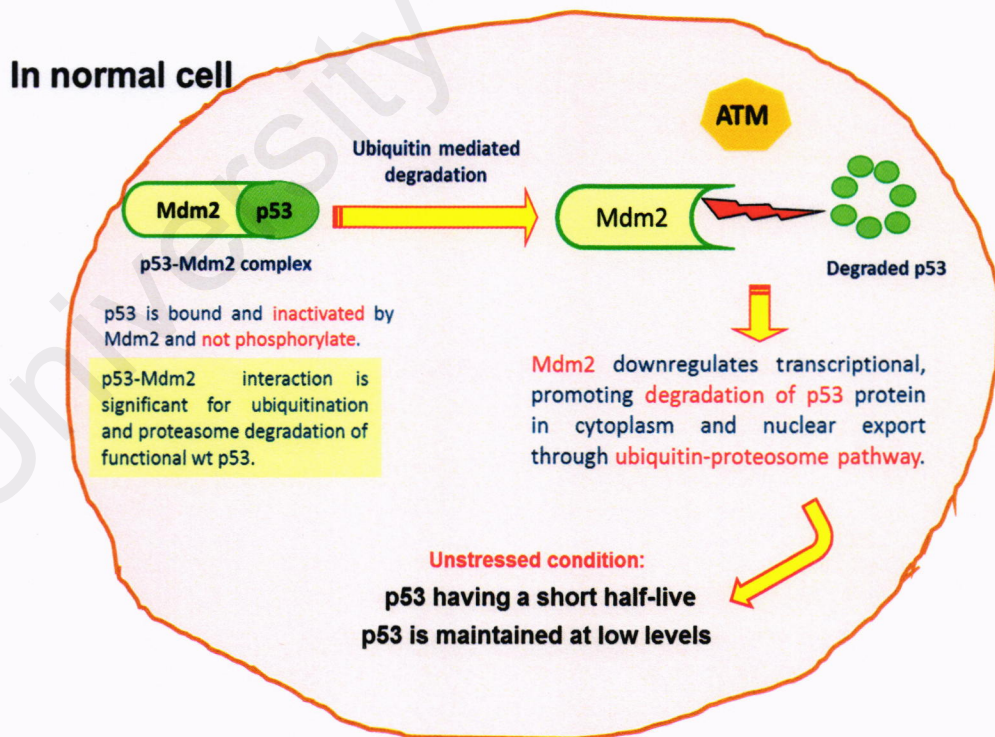 In normal cell
ATM
Ubiquitin mediated
degradation
Mdm2 p53
Mdm2
p53-Mdm2 complex
Degraded p53
p53 is bound and inactivated by
Mdm2 and not phosphorylate.
p53-Mdm2 interaction is
significant for ubiquitination
and proteasome degradation of
functional wt p53.
Mdm2 downregulates transcriptional,
promoting degradation of p53 protein
in cytoplasm and nuclear export
through ubiquitin-proteosome pathway.
Unstressed condition:
p53 having a short half-live
p53 is maintained at low levels
University